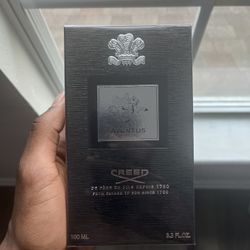 AVENTUS
CREED
DE PÈRE EN FILS DEPUIS 1760
FROM FATHER TO SON SINCE 1760
100 ML 3.3 FL.OZ